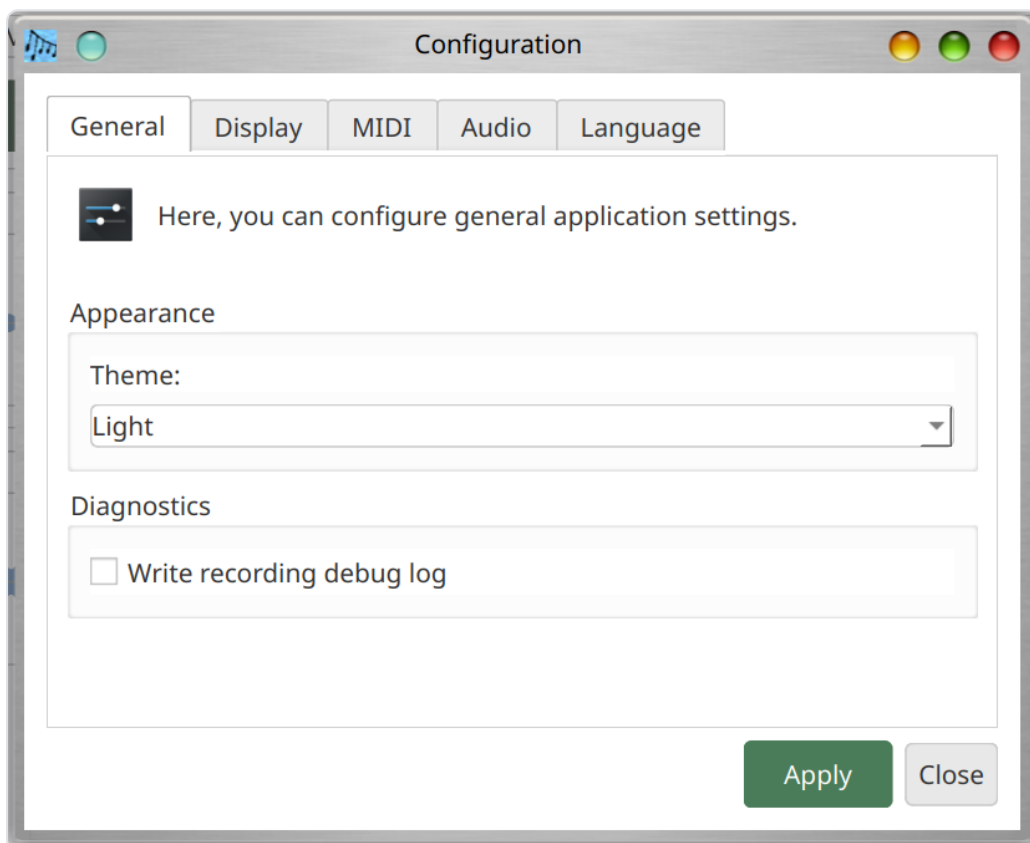 Configuration
General Display MIDI Audio Language
Here, you can configure general application settings.
Appearance
Theme:
Light
Diagnostics
Write recording debug log
Apply Close